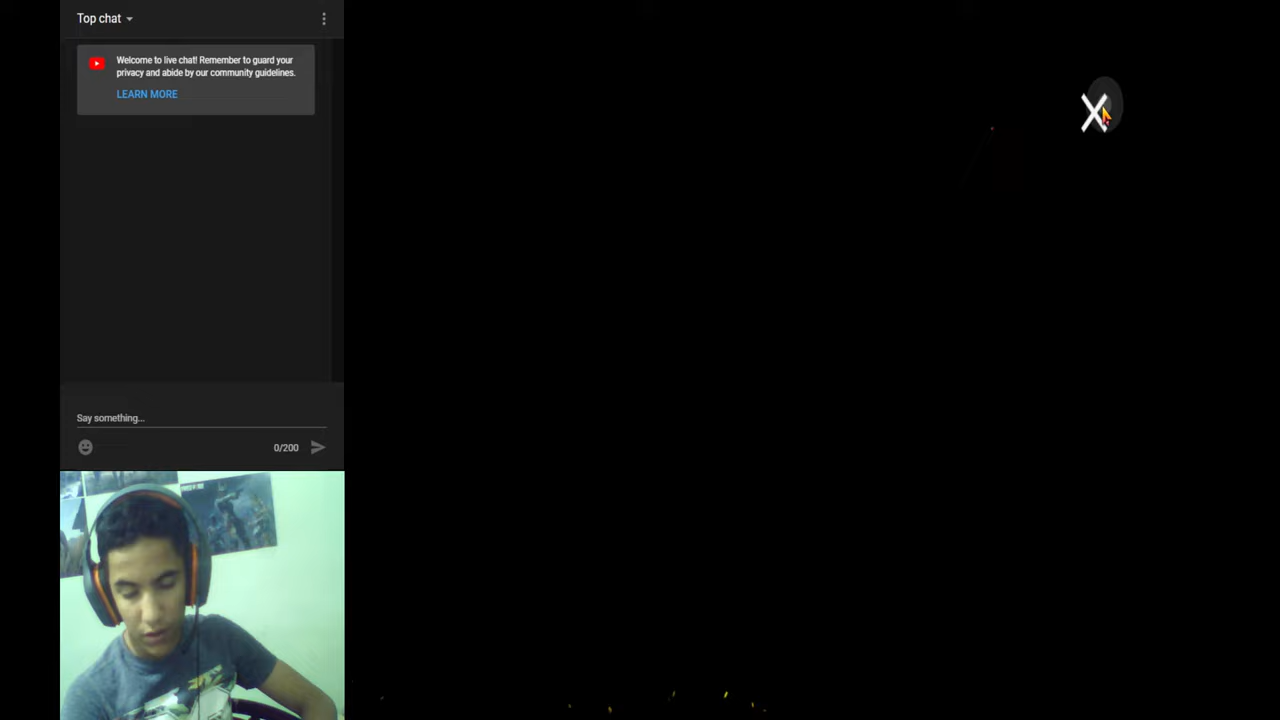 Top chat
Welcome to live chat! Remember to guard your
privacy and abide by our community guidelines.
LEARN MORE
Say something...
0/200
X